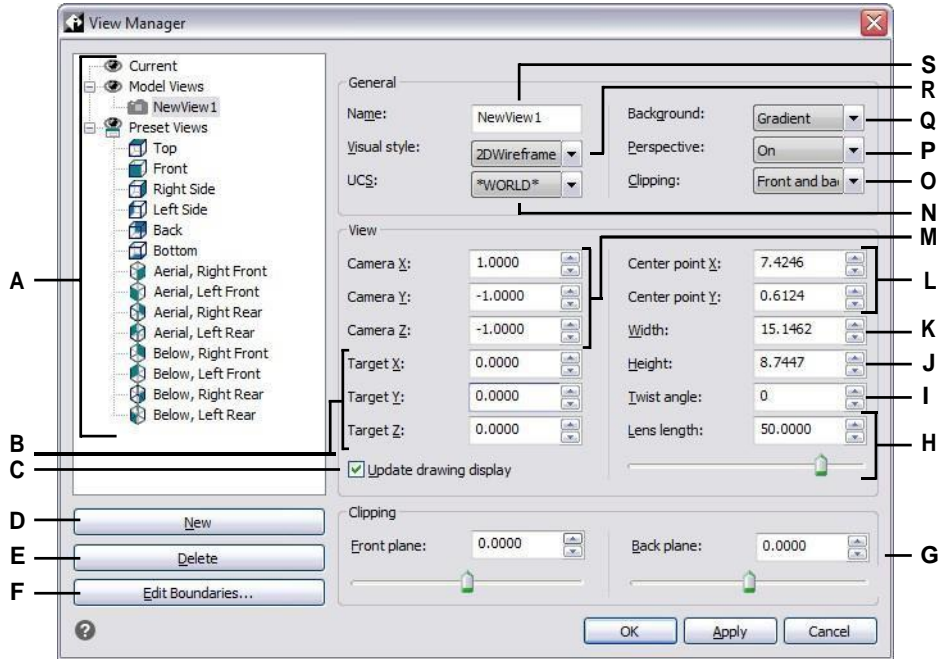 View Manager
Current
Model Views
NewView1
Preset Views
Top
Front
Right Side
Left Side
Back
Bottom
Aerial, Right Front
Aerial, Left Front
Aerial, Right Rear
Aerial, Left Rear
Below, Right Front
Below, Left Front
Below, Right Rear
Below, Left Rear
New
Delete
Edit Boundaries...
General
Name: NewView1
Visual style: 2DWireframe
UCS: *WORLD*
Background: Gradient
Perspective: On
Clipping: Front and ba
View
Camera X: 1.0000
Camera Y: -1.0000
Camera Z: -1.0000
Target X: 0.0000
Target Y: 0.0000
Target Z: 0.0000
Update drawing display
Center point X: 7.4246
Center point Y: 0.6124
Width: 15.1462
Height: 8.7447
Twist angle: 0
Lens length: 50.0000
Clipping
Front plane: 0.0000
Back plane: 0.0000
OK
Apply
Cancel
?
A
B
C
D
E
F
S
R
Q
P
O
N
M
L
K
J
I
H
G